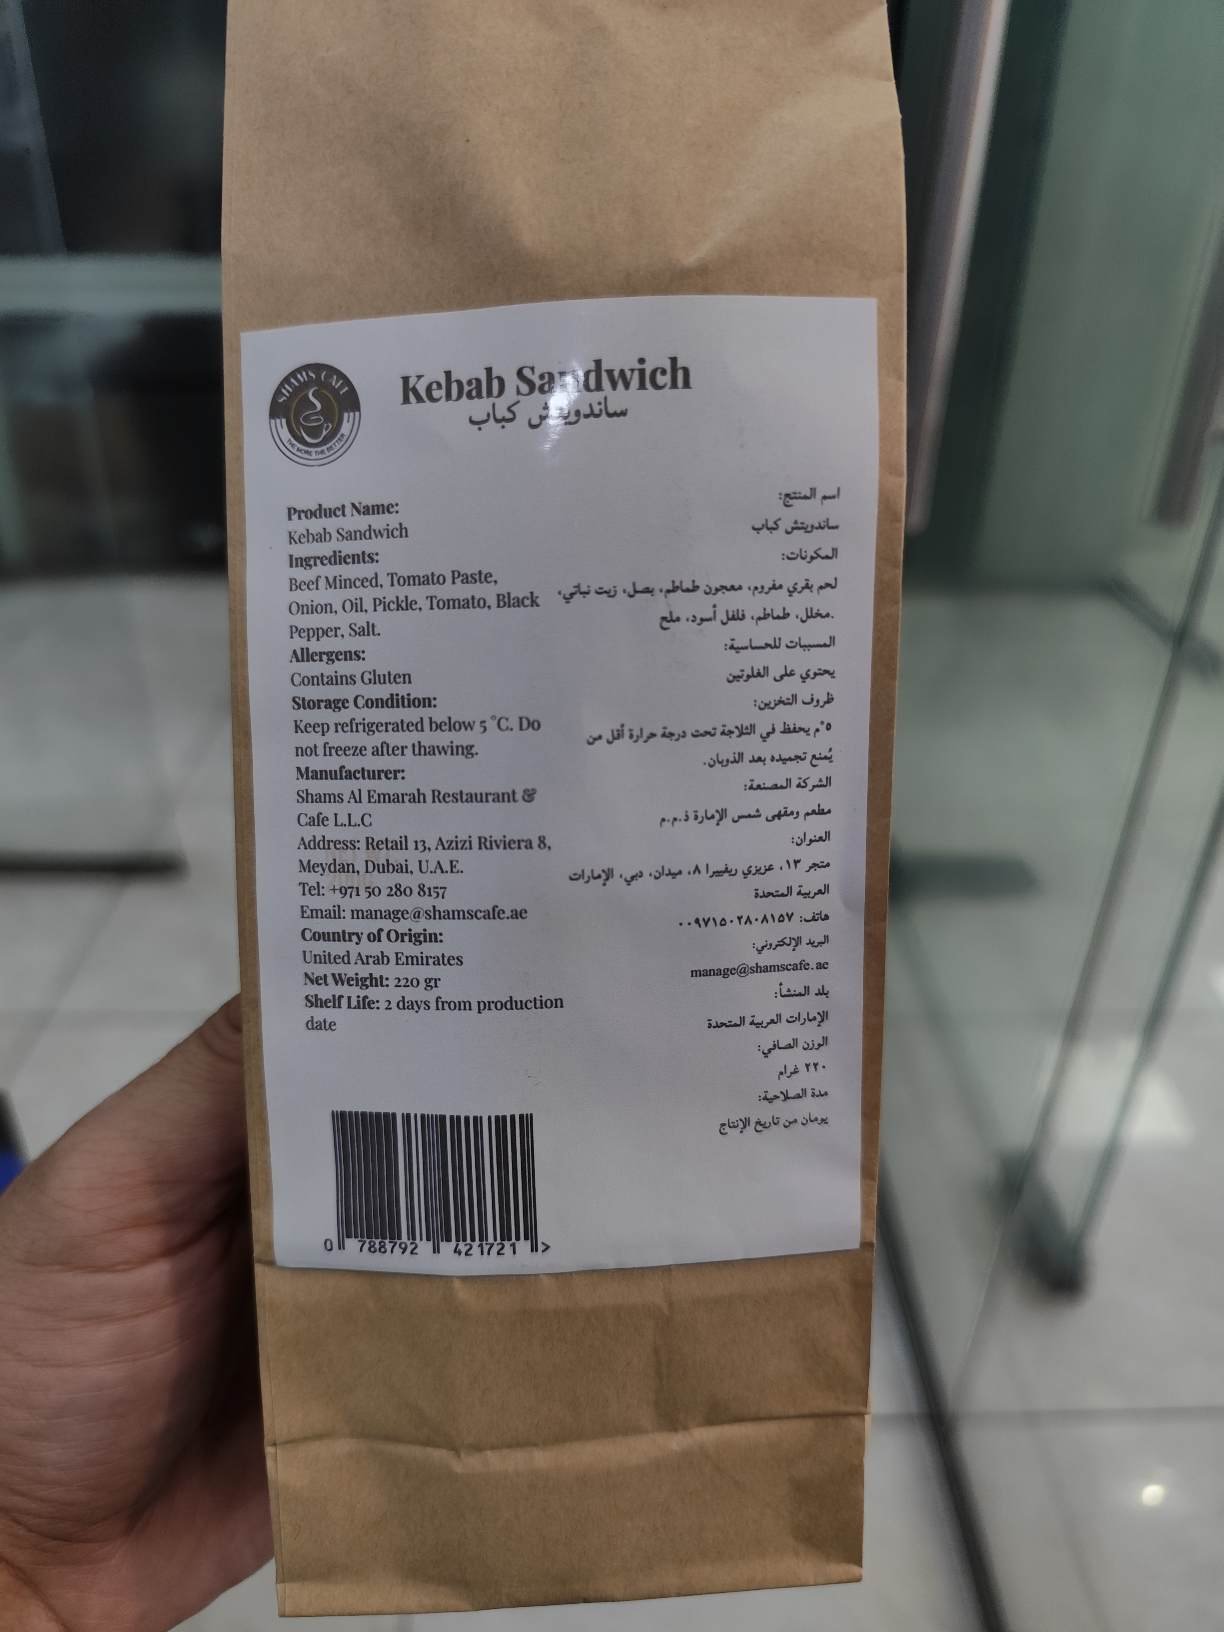 SHAMS CAFE
THE MORE THE BETTER
Kebab Sandwich
ساندويتش كباب
Product Name:
Kebab Sandwich
Ingredients:
Beef Minced, Tomato Paste,
Onion, Oil, Pickle, Tomato, Black
Pepper, Salt.
Allergens:
Contains Gluten
Storage Condition:
Keep refrigerated below 5 °C. Do
not freeze after thawing.
Manufacturer:
Shams Al Emarah Restaurant &
Cafe L.L.C
Address: Retail 13, Azizi Riviera 8,
Meydan, Dubai, U.A.E.
Tel: +971 50 280 8157
Email: manage@shamscafe.ae
Country of Origin:
United Arab Emirates
Net Weight: 220 gr
Shelf Life: 2 days from production
date
اسم المنتج:
ساندويتش كباب
المكونات:
لحم بقري مفروم، معجون طماطم، بصل، زيت نباتي،
.مخلل، طماطم، فلفل أسود، ملح
المسببات للحساسية:
يحتوي على الغلوتين
ظروف التخزين:
٥°م يحفظ في الثلاجة تحت درجة حرارة أقل من
يُمنع تجميده بعد الذوبان.
الشركة المصنعة:
مطعم ومقهى شمس الإمارة ذ.م.م
العنوان:
متجر ١٣، عزيزي ريفييرا ٨، ميدان، دبي، الإمارات
العربية المتحدة
هاتف: ٠٠٩٧١٥٠٢٨٠٨١٥٧
البريد الإلكتروني:
manage@shamscafe.ae
بلد المنشأ:
الإمارات العربية المتحدة
الوزن الصافي:
٢٢٠ غرام
مدة الصلاحية:
يومان من تاريخ الإنتاج
0 788792 421721 >